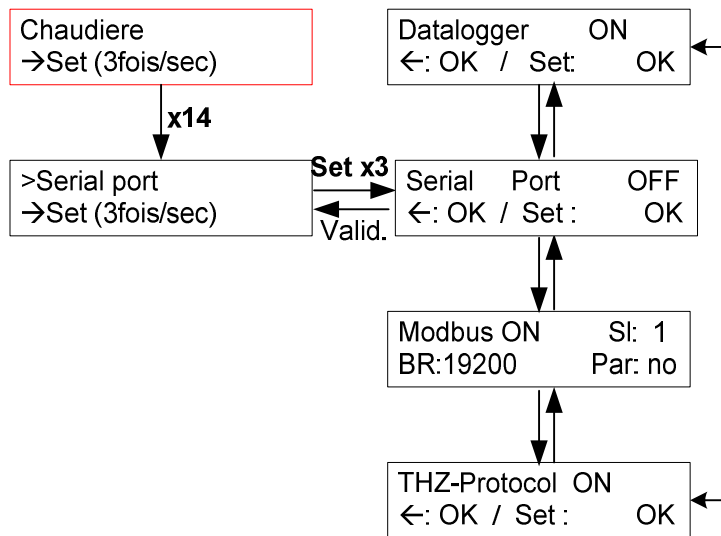 Chaudiere
→Set (3fois/sec)
x14
>Serial port
→Set (3fois/sec)
Set x3
Valid.
Datalogger ON
←: OK / Set: OK
Serial Port OFF
←: OK / Set : OK
Modbus ON Sl: 1
BR:19200 Par: no
THZ-Protocol ON
←: OK / Set : OK